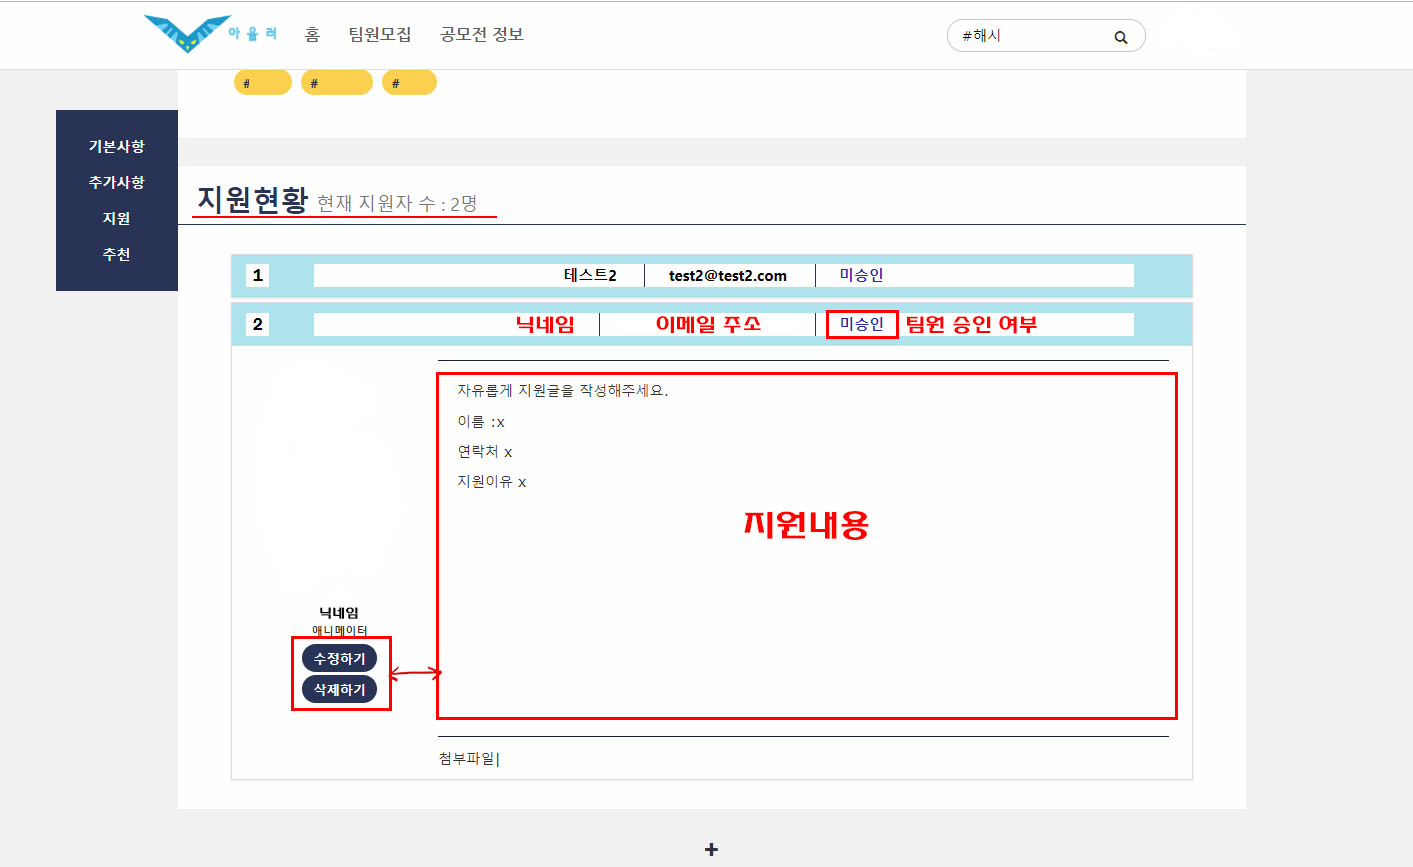 아울러 홈 팀원모집 공모전 정보 #해시
# # #
기본사항
추가사항
지원
추천
지원현황 현재 지원자 수 : 2명
1 테스트2 test2@test2.com 미승인
2 닉네임 이메일 주소 미승인 팀원 승인 여부
자유롭게 지원글을 작성해주세요.
이름 :x
연락처 x
지원이유 x
지원내용
닉네임
애니메이터
수정하기
삭제하기
첨부파일|
+